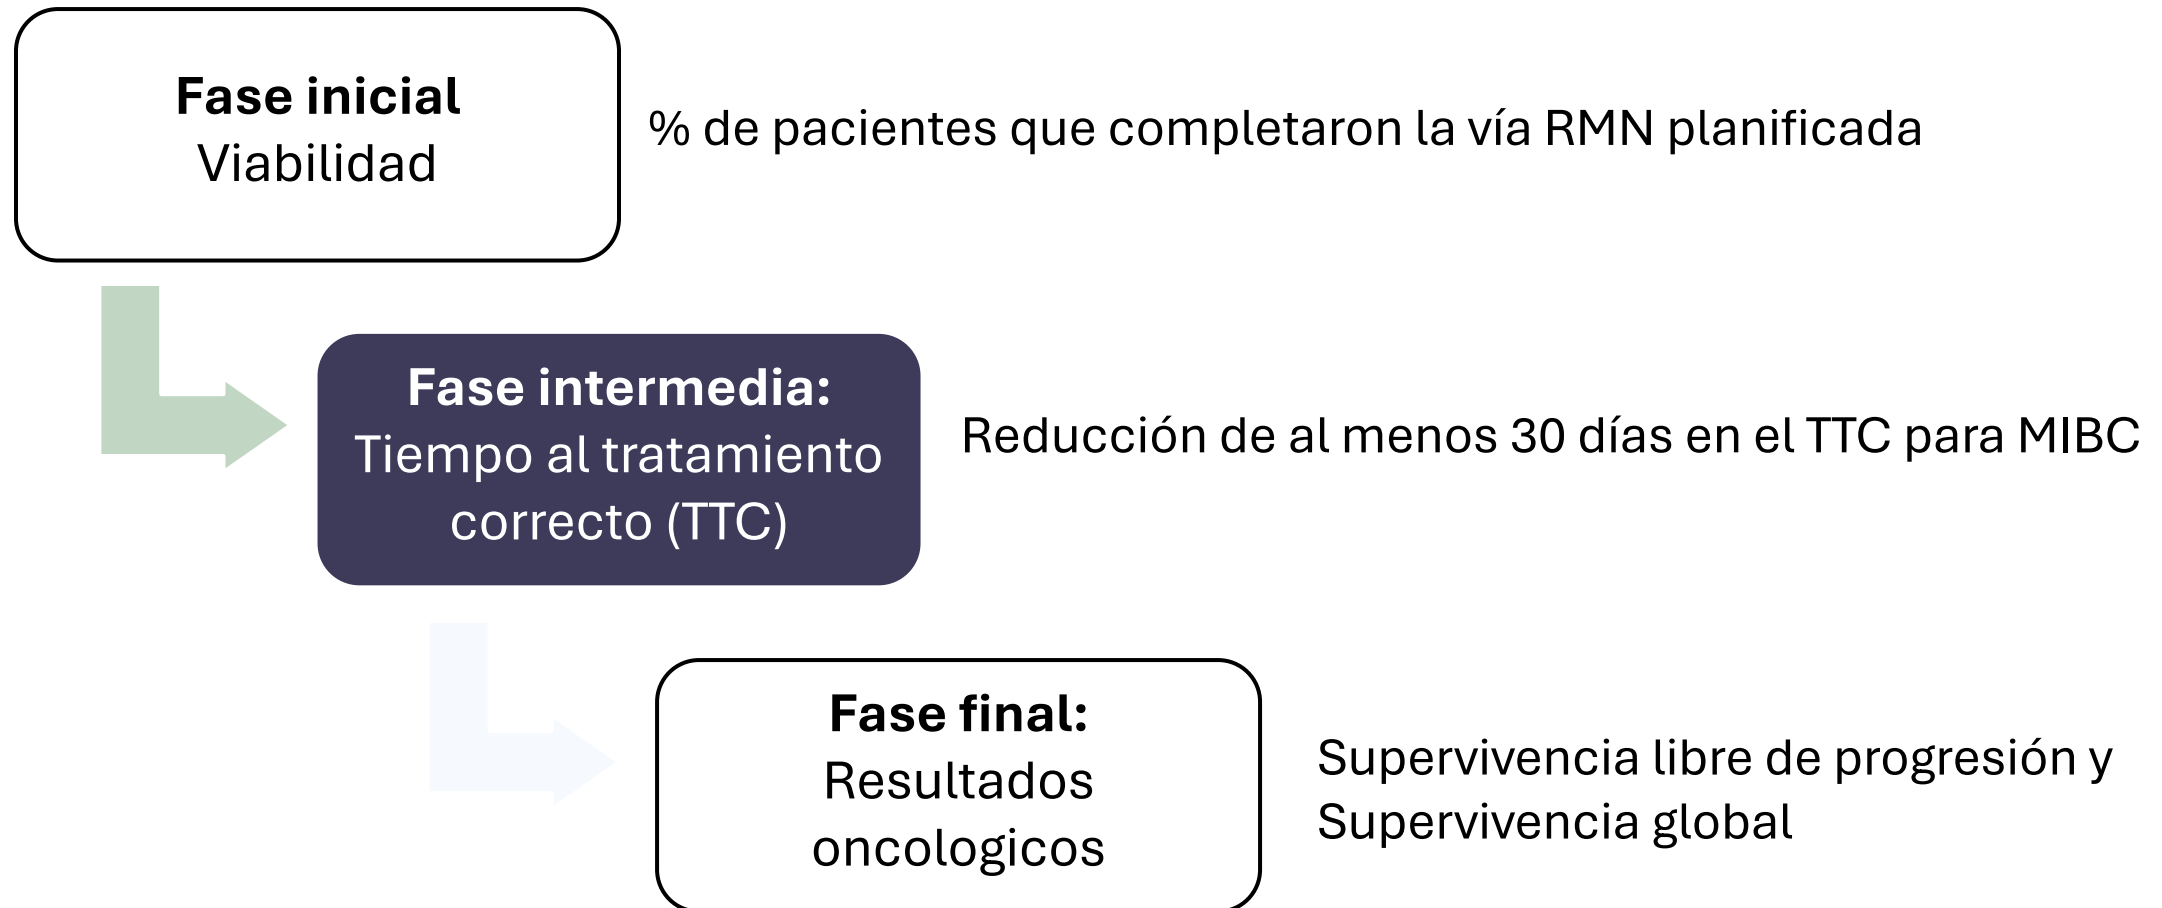 Fase inicial
Viabilidad
% de pacientes que completaron la vía RMN planificada
Fase intermedia:
Tiempo al tratamiento
correcto (TTC)
Reducción de al menos 30 días en el TTC para MIBC
Fase final:
Resultados
oncologicos
Supervivencia libre de progresión y
Supervivencia global